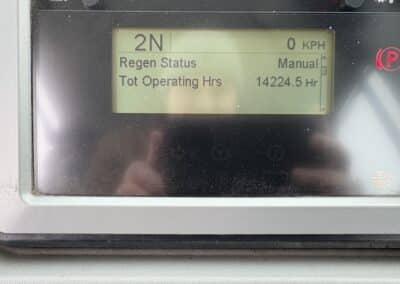 2N 0 KPH
Regen Status Manual
Tot Operating Hrs 14224.5 Hr
P